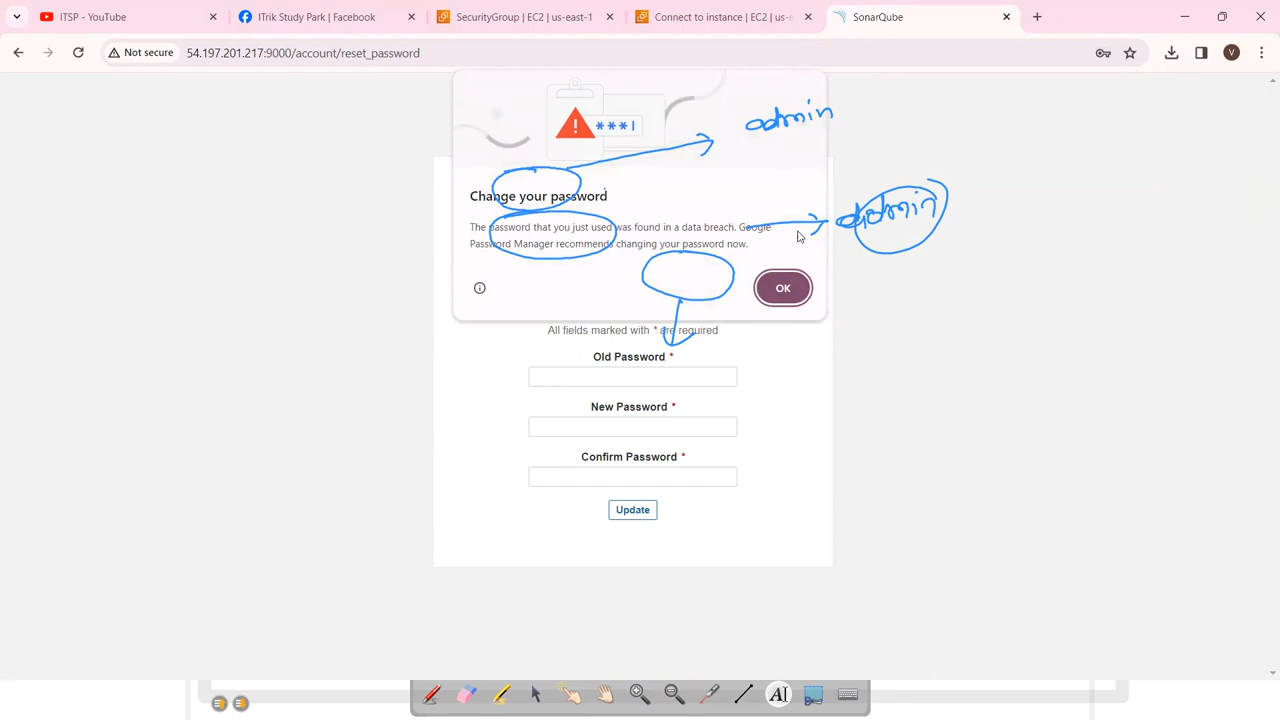 ITSP - YouTube
ITrik Study Park | Facebook
SecurityGroup | EC2 | us-east-1
Connect to instance | EC2 | us-e
SonarQube
Not secure
54.197.201.217:9000/account/reset_password
V
***|
admin
Change your password
The password that you just used was found in a data breach. Google
Password Manager recommends changing your password now.
admin
OK
All fields marked with * are required
Old Password *
New Password *
Confirm Password *
Update
AI